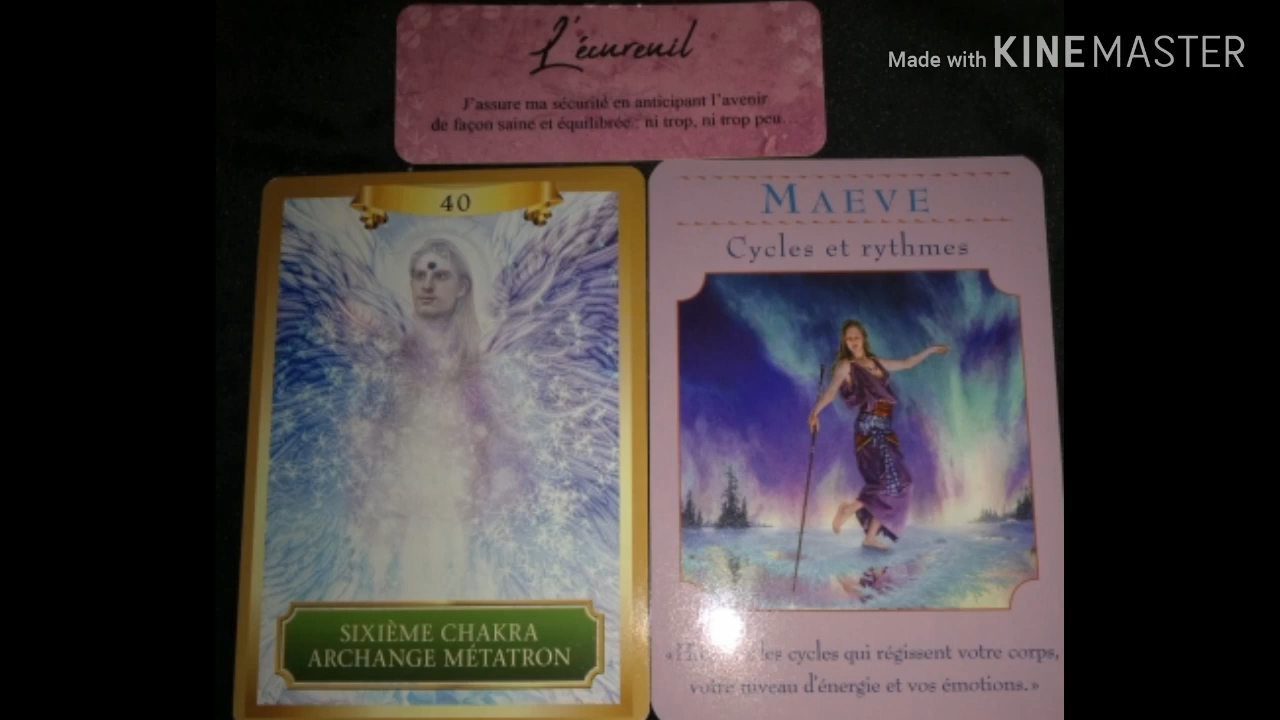 L'écureuil
Made with KINEMASTER
J'assure ma sécurité en anticipant l'avenir
de façon saine et équilibrée : ni trop, ni trop peu...
40
MAEVE
Cycles et rythmes
SIXIÈME CHAKRA
ARCHANGE MÉTATRON
les cycles qui régissent votre corps,
votre niveau d'énergie et vos émotions.»